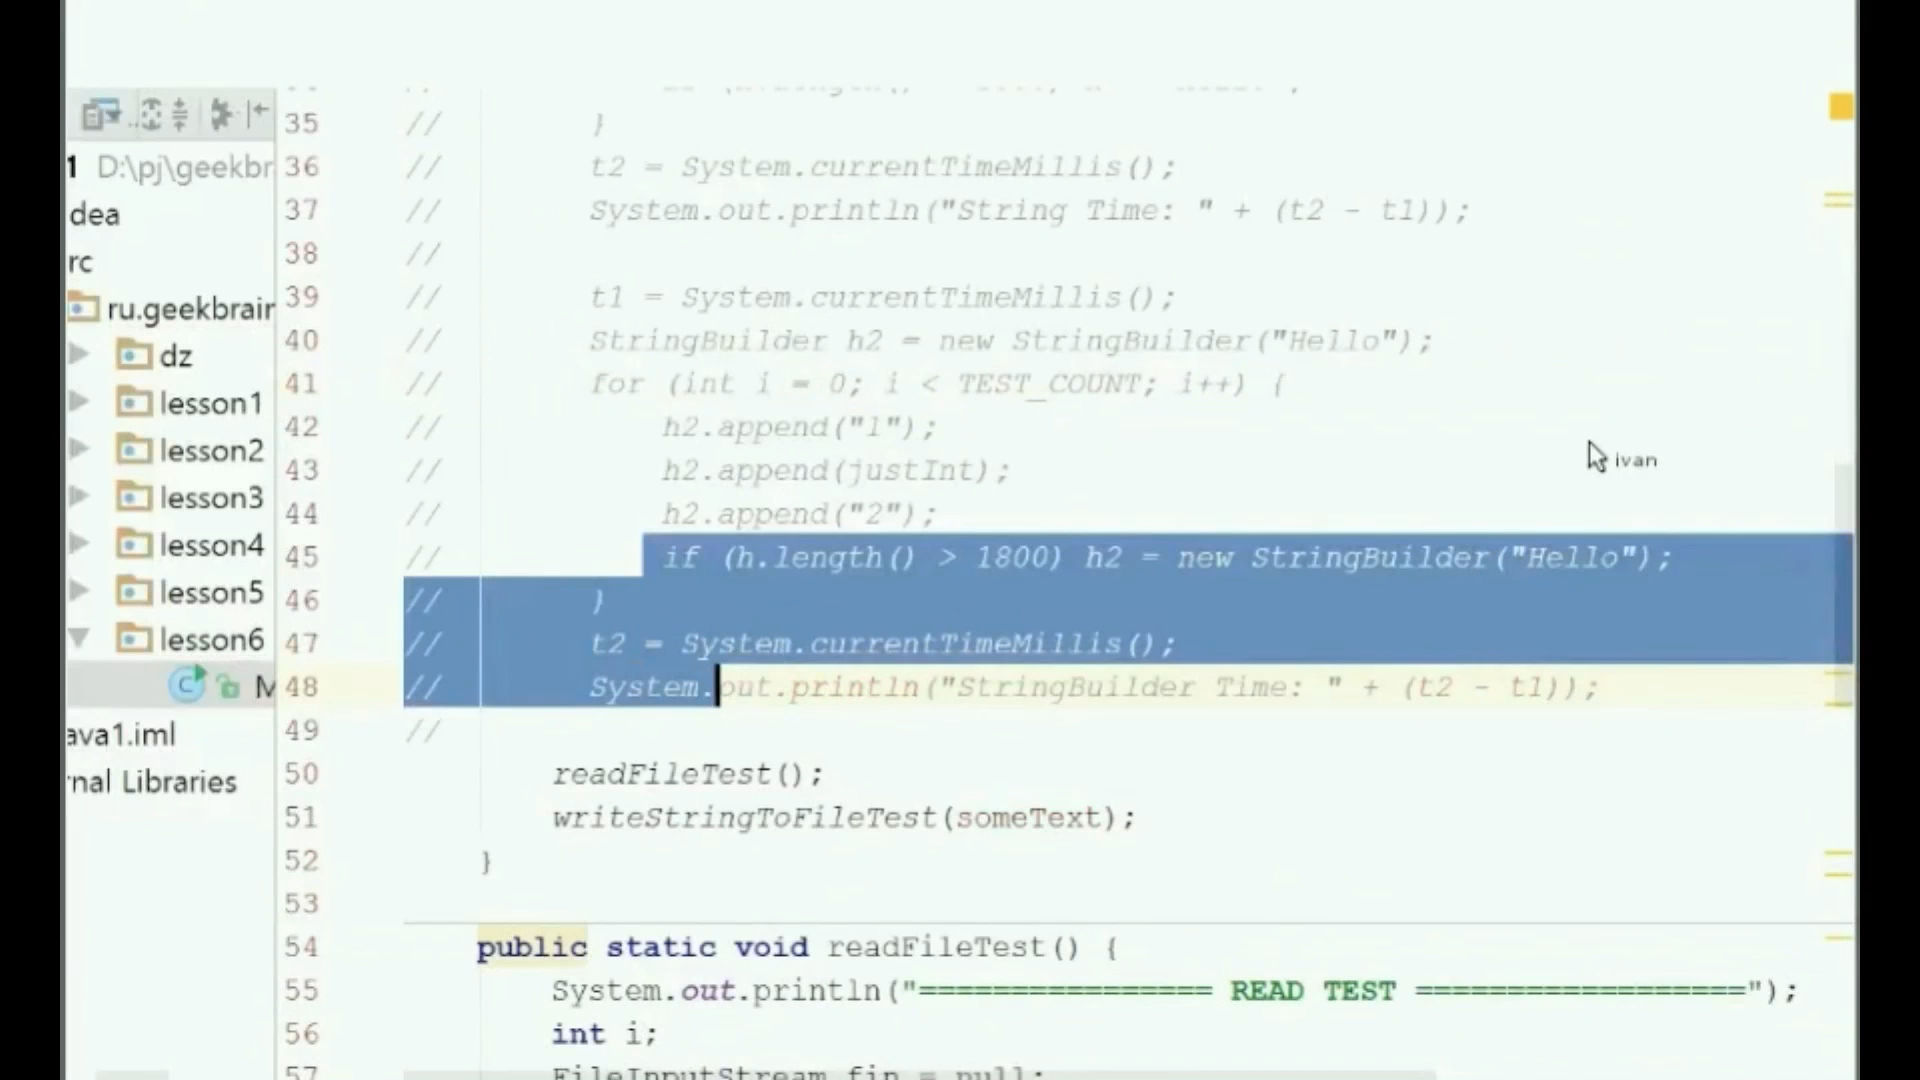 1 D:\pj\geekbr
dea
rc
ru.geekbrain
dz
lesson1
lesson2
lesson3
lesson4
lesson5
lesson6
M
ava1.iml
nal Libraries
35 // }
36 // t2 = System.currentTimeMillis();
37 // System.out.println("String Time: " + (t2 - t1));
38 //
39 // t1 = System.currentTimeMillis();
40 // StringBuilder h2 = new StringBuilder("Hello");
41 // for (int i = 0; i < TEST_COUNT; i++) {
42 // h2.append("1");
43 // h2.append(justInt);
44 // h2.append("2");
45 // if (h.length() > 1800) h2 = new StringBuilder("Hello");
46 // }
47 // t2 = System.currentTimeMillis();
48 // System.out.println("StringBuilder Time: " + (t2 - t1));
49 //
50 readFileTest();
51 writeStringToFileTest(someText);
52 }
53
54 public static void readFileTest() {
55 System.out.println("================ READ TEST ==================");
56 int i;
57 FileInputStream fin = null;
ivan